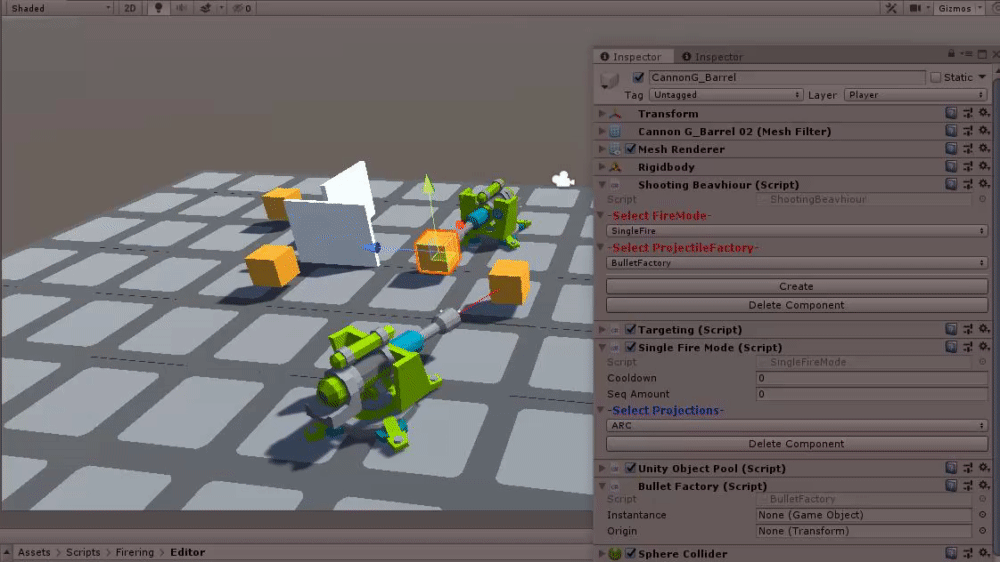 Shaded 2D 0 Gizmos
Inspector Inspector
CannonG_Barrel Static
Tag Untagged Layer Player
Transform
Cannon G_Barrel 02 (Mesh Filter)
Mesh Renderer
Rigidbody
Shooting Beavhiour (Script)
Script ShootingBeavhiour
-Select FireMode-
SingleFire
-Select ProjectileFactory-
BulletFactory
Create
Delete Component
Targeting (Script)
Single Fire Mode (Script)
Script SingleFireMode
Cooldown 0
Seq Amount 0
-Select Projections-
ARC
Delete Component
Unity Object Pool (Script)
Bullet Factory (Script)
Script BulletFactory
Instantance None (Game Object)
Origin None (Transform)
Assets > Scripts > Firering > Editor
Sphere Collider